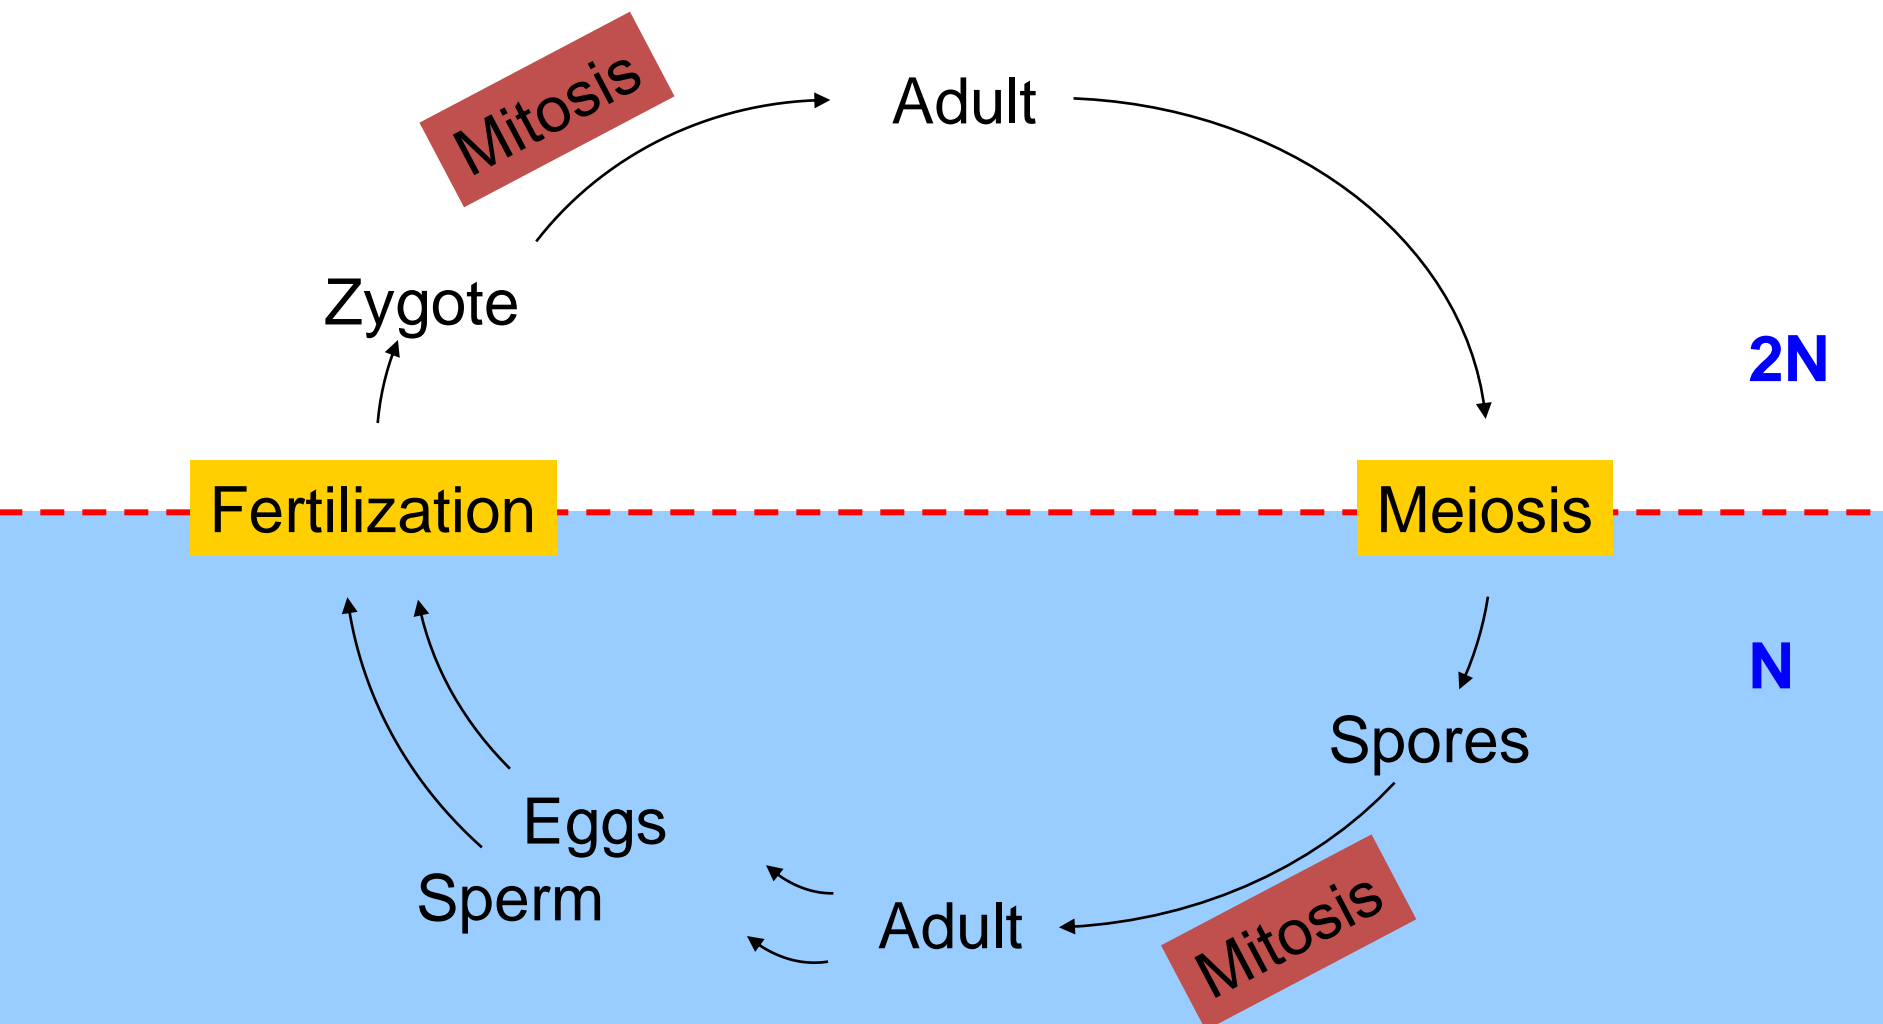 Mitosis
Adult
Zygote
2N
Fertilization
Meiosis
N
Spores
Eggs
Sperm
Adult
Mitosis